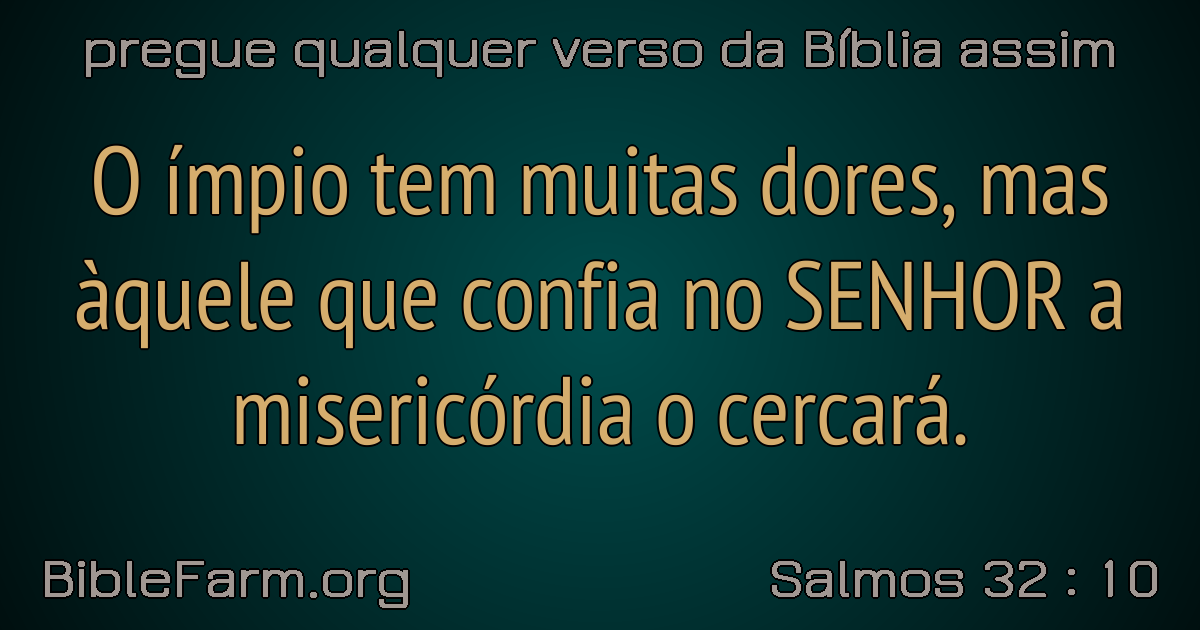 pregue qualquer verso da Bíblia assim
O ímpio tem muitas dores, mas
àquele que confia no SENHOR a
misericórdia o cercará.
BibleFarm.org
Salmos 32 : 10